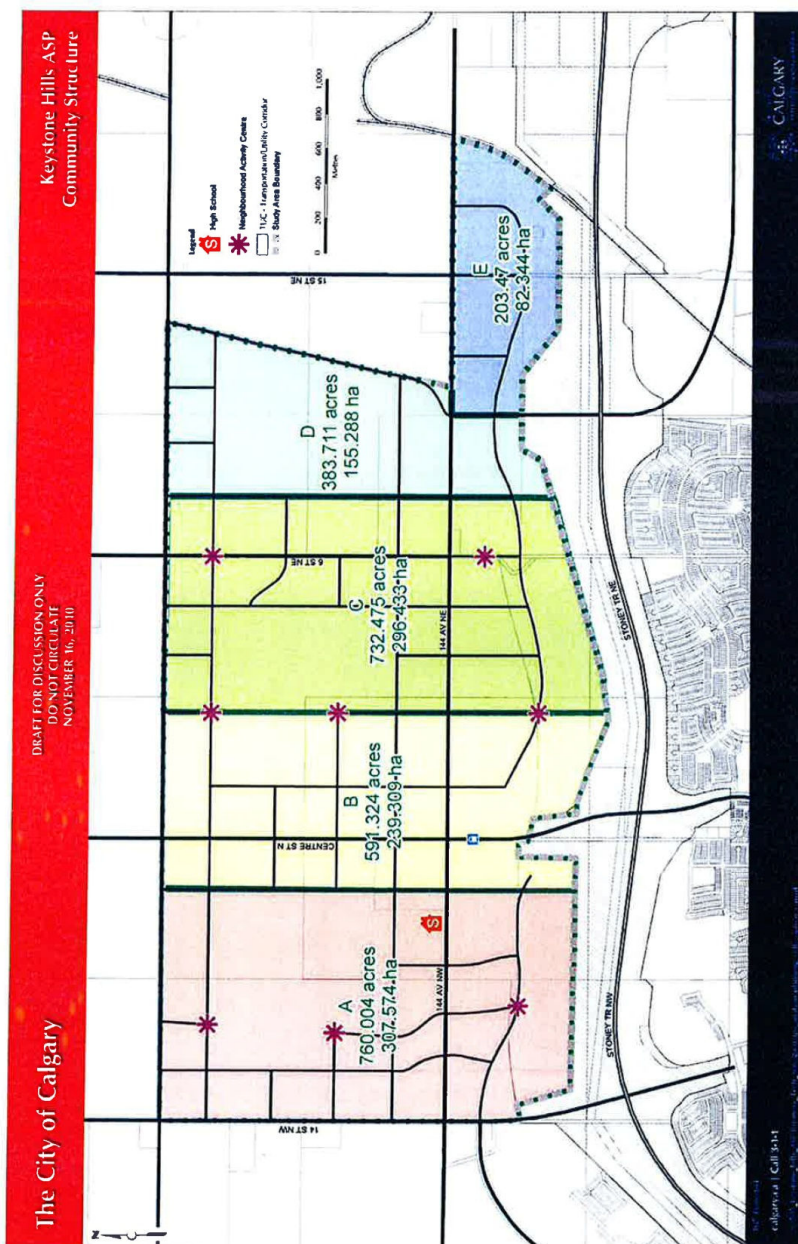 The City of Calgary
DRAFT FOR DISCUSSION ONLY
DO NOT CIRCULATE
NOVEMBER 16, 2010
Keystone Hills ASP
Community Structure
N
Legend
S High School
Neighbourhood Activity Centre
TUC - Transportation/Utility Corridor
Study Area Boundary
0 200 400 600 800 1,000
Metres
14 ST NW
CENTRE ST N
6 ST NE
15 ST NE
A
760.004 acres
307.574 ha
B
591.324 acres
239.309 ha
C
732.475 acres
296.433 ha
D
383.711 acres
155.288 ha
E
203.47 acres
82.344 ha
S
144 AV NW
144 AV NE
STONEY TR NW
STONEY TR NE
calgary.ca | Call 3-1-1
CALGARY